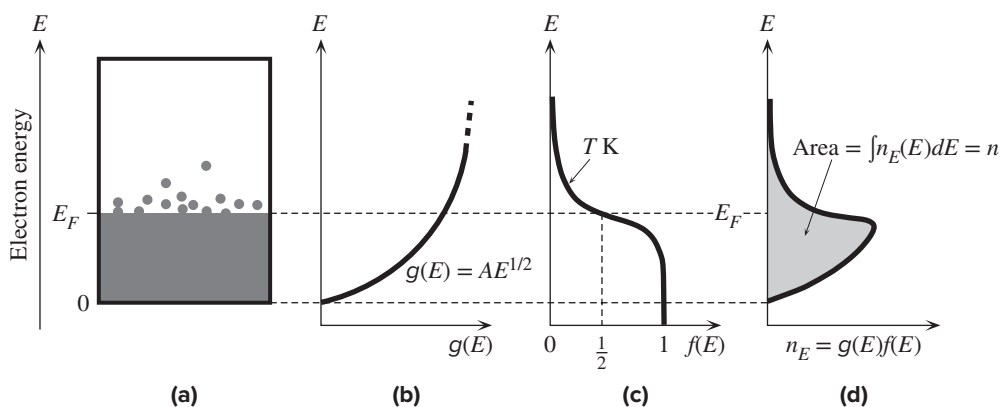 E
E
E
E
Electron energy
E_F
0
g(E) = AE^{1/2}
g(E)
(a)
(b)
T K
0
1/2
1
f(E)
(c)
E_F
Area = ∫n_E(E)dE = n
n_E = g(E)f(E)
(d)